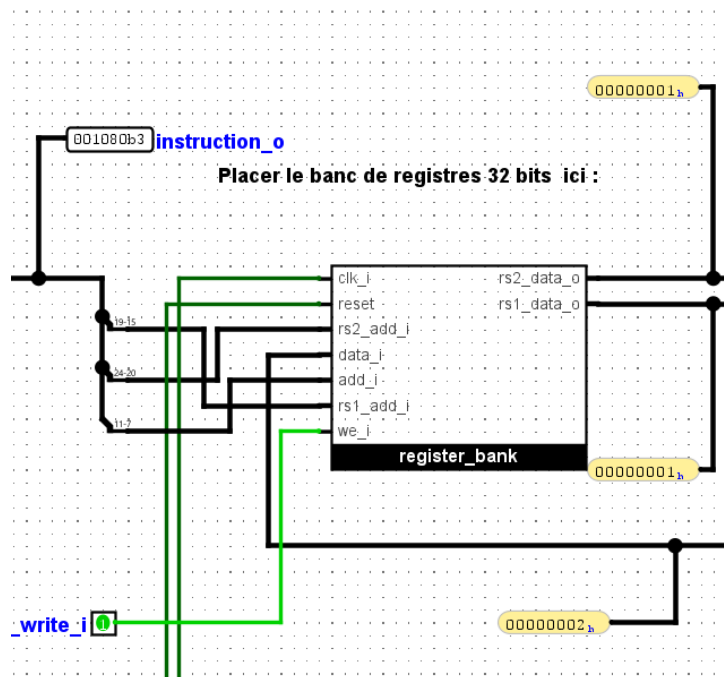 00000001h
001080b3 instruction_o
Placer le banc de registres 32 bits ici :
clk_i rs2_data_o
reset rs1_data_o
19-15
rs2_add_i
data_i
24-20
add_i
rs1_add_i
11-7
we_i
register_bank
00000001h
_write_i 1
00000002h